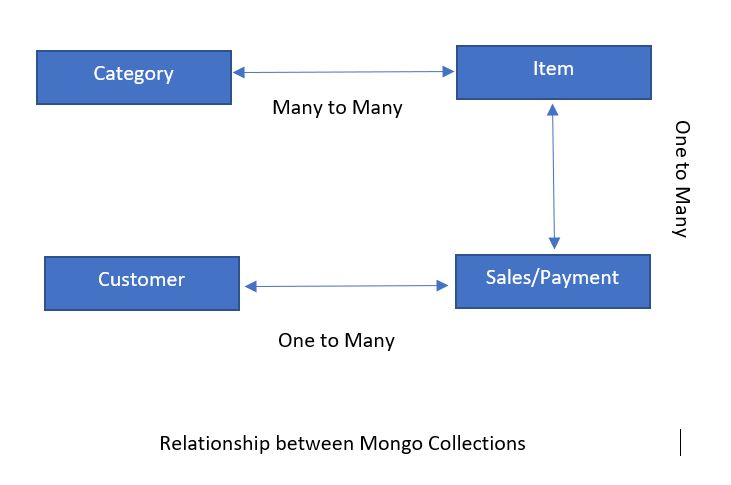 Category
Item
Many to Many
One to Many
Customer
Sales/Payment
One to Many
Relationship between Mongo Collections